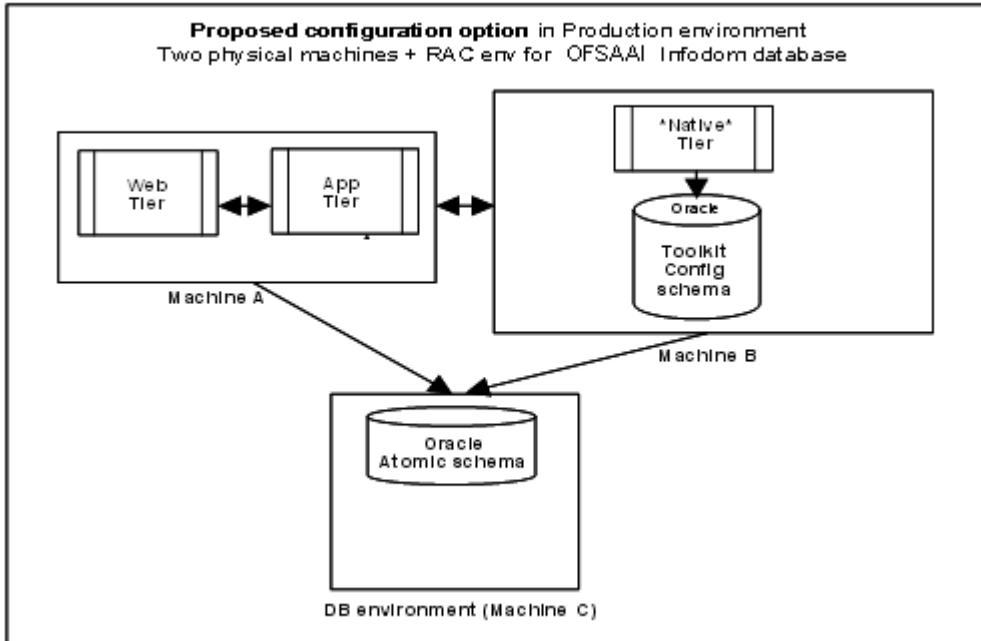 Proposed configuration option in Production environment
Two physical machines + RAC env for OFSAAI Infodom database
*Native*
Tier
Web
Tier
App
Tier
Oracle
Toolkit
Config
schema
Machine A
Machine B
Oracle
Atomic schema
DB environment (Machine C)